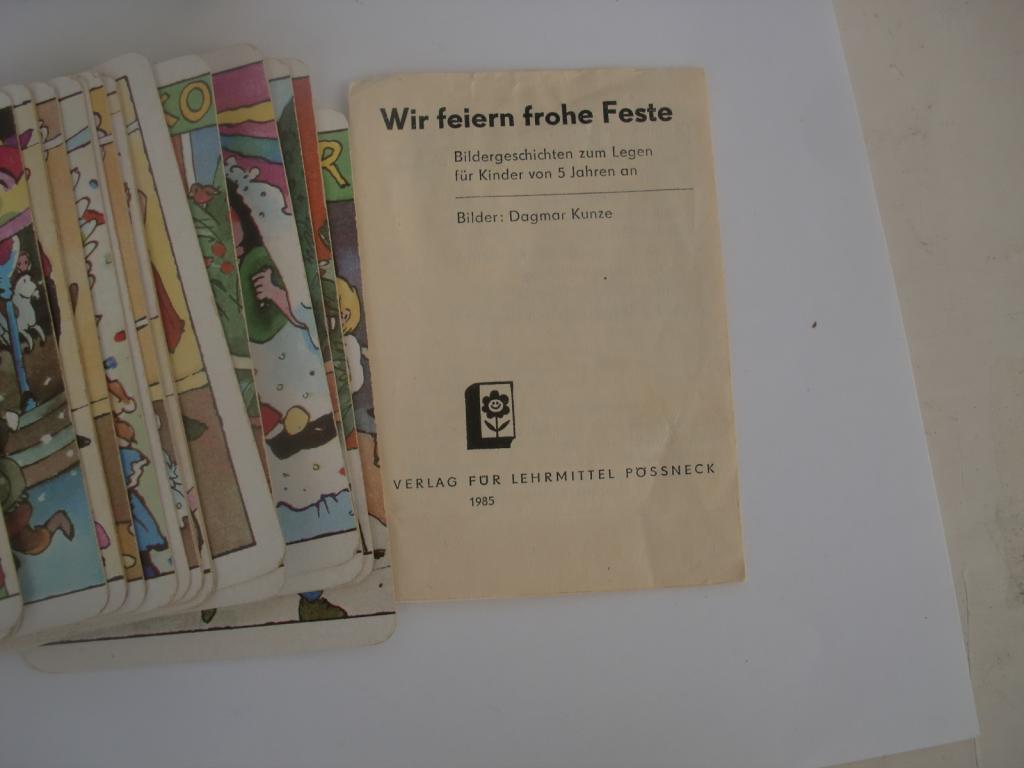 Wir feiern frohe Feste
Bildergeschichten zum Legen
für Kinder von 5 Jahren an
Bilder: Dagmar Kunze
VERLAG FÜR LEHRMITTEL PÖSSNECK
1985
KO
R